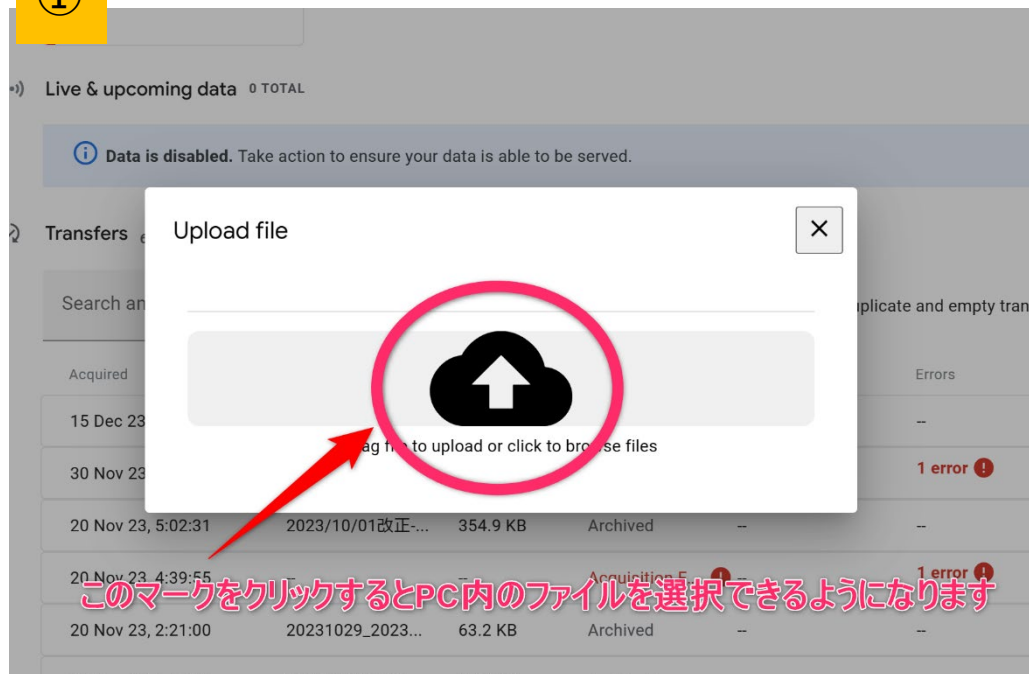 ①
Live & upcoming data 0 TOTAL
Data is disabled. Take action to ensure your data is able to be served.
Transfers
Upload file
Search an
plicate and empty tran
Acquired
Errors
15 Dec 23
--
to upload or click to browse files
30 Nov 23
1 error
20 Nov 23, 5:02:31 2023/10/01改正-... 354.9 KB Archived -- --
20 Nov 23, 4:39:55 -- -- Acquisition F... -- 1 error
このマークをクリックするとPC内のファイルを選択できるようになります
20 Nov 23, 2:21:00 20231029_2023... 63.2 KB Archived -- --